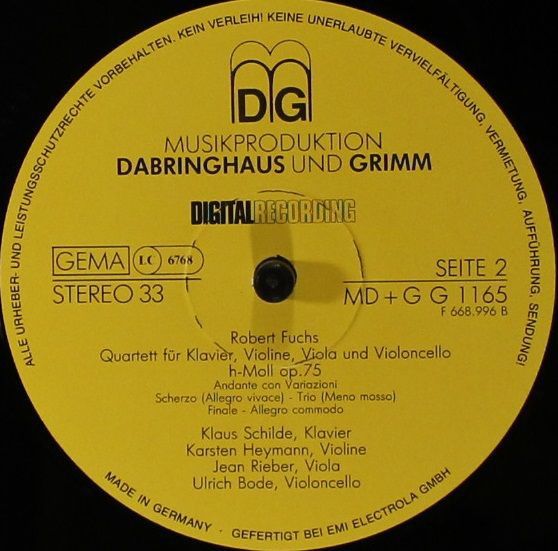 ALLE URHEBER- UND LEISTUNGSSCHUTZRECHTE VORBEHALTEN. KEIN VERLEIH! KEINE UNERLAUBTE VERVIELFÄLTIGUNG, VERMIETUNG, AUFFÜHRUNG, SENDUNG!
DG
MUSIKPRODUKTION
DABRINGHAUS UND GRIMM
DIGITAL RECORDING
GEMA LC 6768
STEREO 33
SEITE 2
MD + G G 1165
F 668.996 B
Robert Fuchs
Quartett für Klavier, Violine, Viola und Violoncello
h-Moll op.75
Andante con Variazioni
Scherzo (Allegro vivace) - Trio (Meno mosso)
Finale - Allegro commodo
Klaus Schilde, Klavier
Karsten Heymann, Violine
Jean Rieber, Viola
Ulrich Bode, Violoncello
MADE IN GERMANY - GEFERTIGT BEI EMI ELECTROLA GMBH